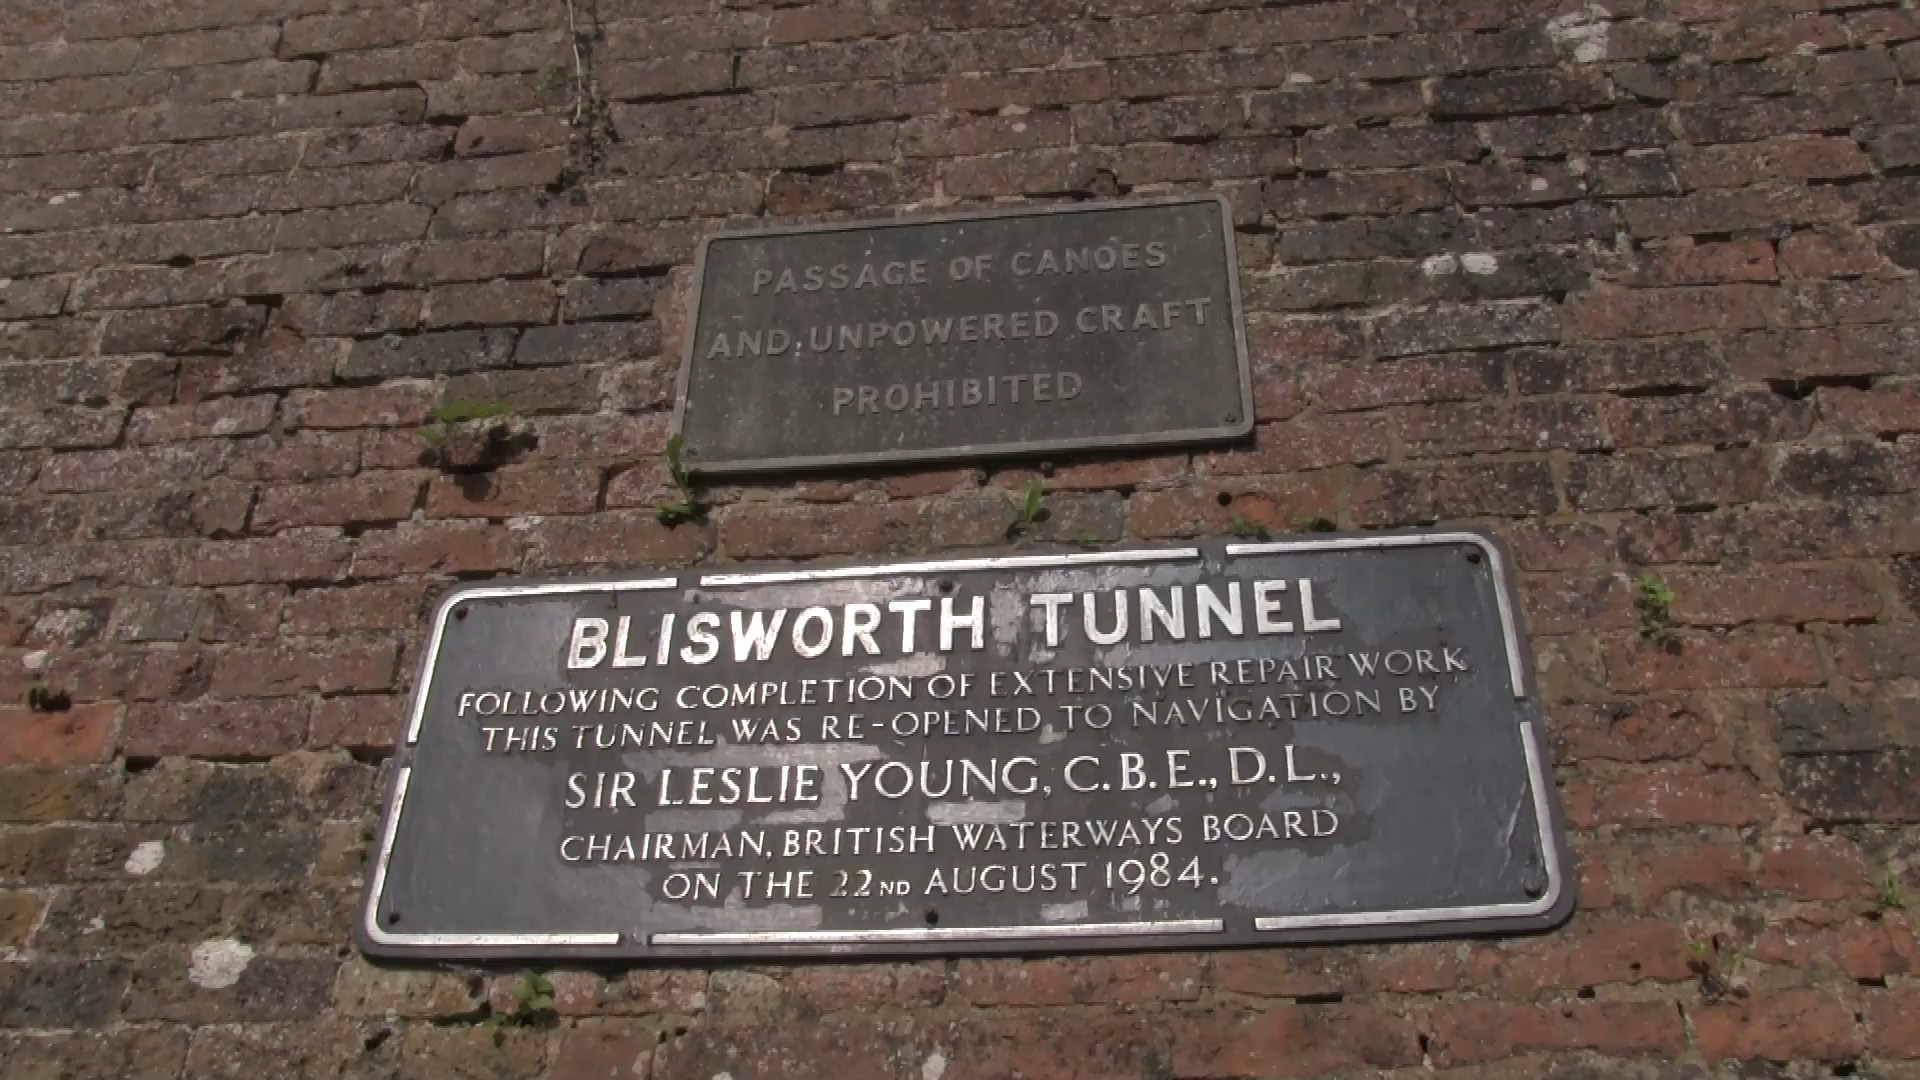 PASSAGE OF CANOES
AND UNPOWERED CRAFT
PROHIBITED
BLISWORTH TUNNEL
FOLLOWING COMPLETION OF EXTENSIVE REPAIR WORK
THIS TUNNEL WAS RE-OPENED TO NAVIGATION BY
SIR LESLIE YOUNG, C.B.E., D.L.,
CHAIRMAN, BRITISH WATERWAYS BOARD
ON THE 22ND AUGUST 1984.